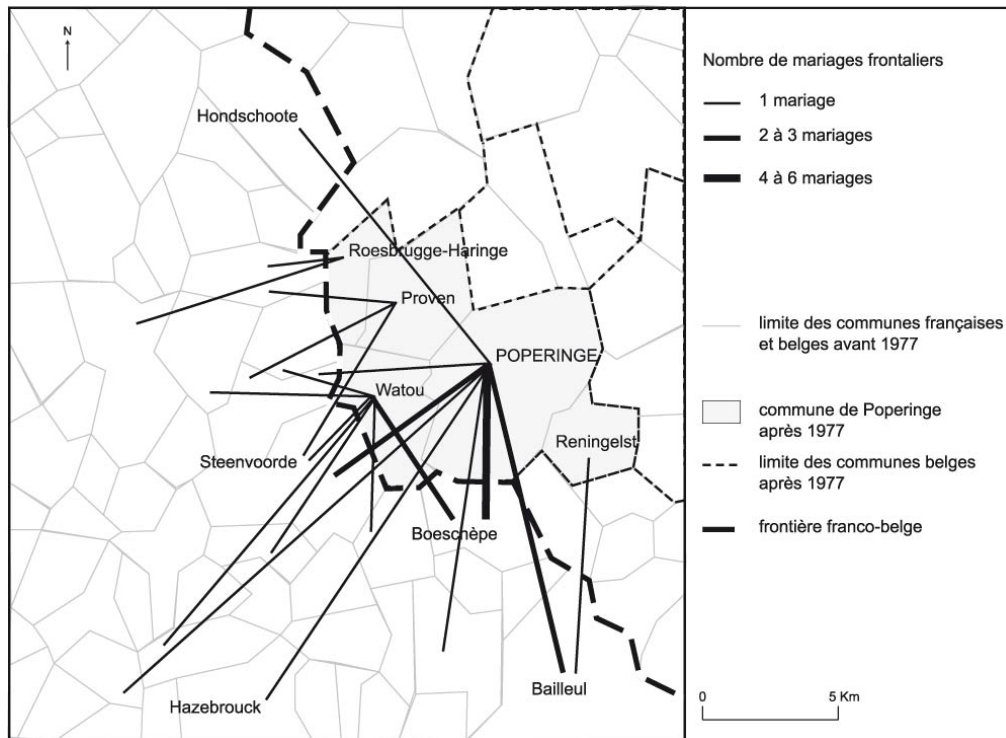 N
Hondschoote
Roesbrugge-Haringe
Proven
POPERINGE
Watou
Reningelst
Steenvoorde
Boeschèpe
Bailleul
Hazebrouck
Nombre de mariages frontaliers
1 mariage
2 à 3 mariages
4 à 6 mariages
limite des communes françaises
et belges avant 1977
commune de Poperinge
après 1977
limite des communes belges
après 1977
frontière franco-belge
0 5 Km